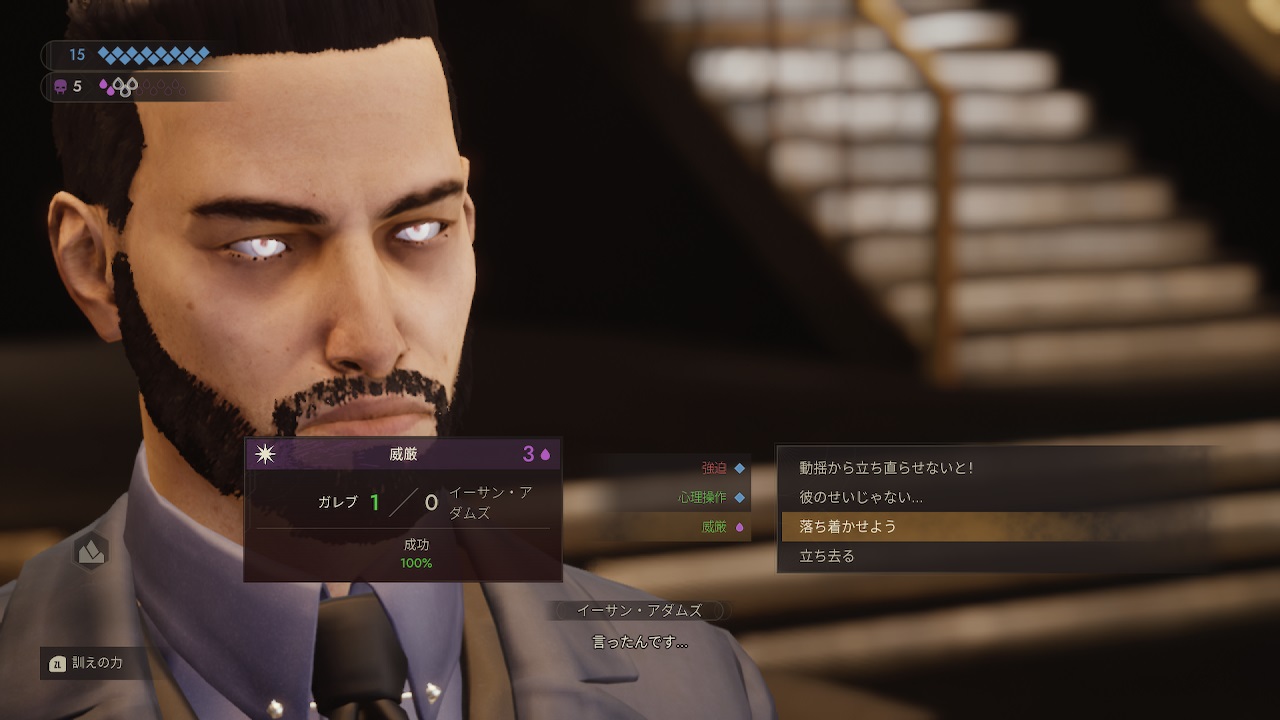 15
5
威厳 3
ガレブ 1 / 0 イーサン・ア
ダムズ
成功
100%
強迫
心理操作
威厳
動揺から立ち直らせないと!
彼のせいじゃない...
落ち着かせよう
立ち去る
イーサン・アダムズ
言ったんです...
ZL 訓えの力